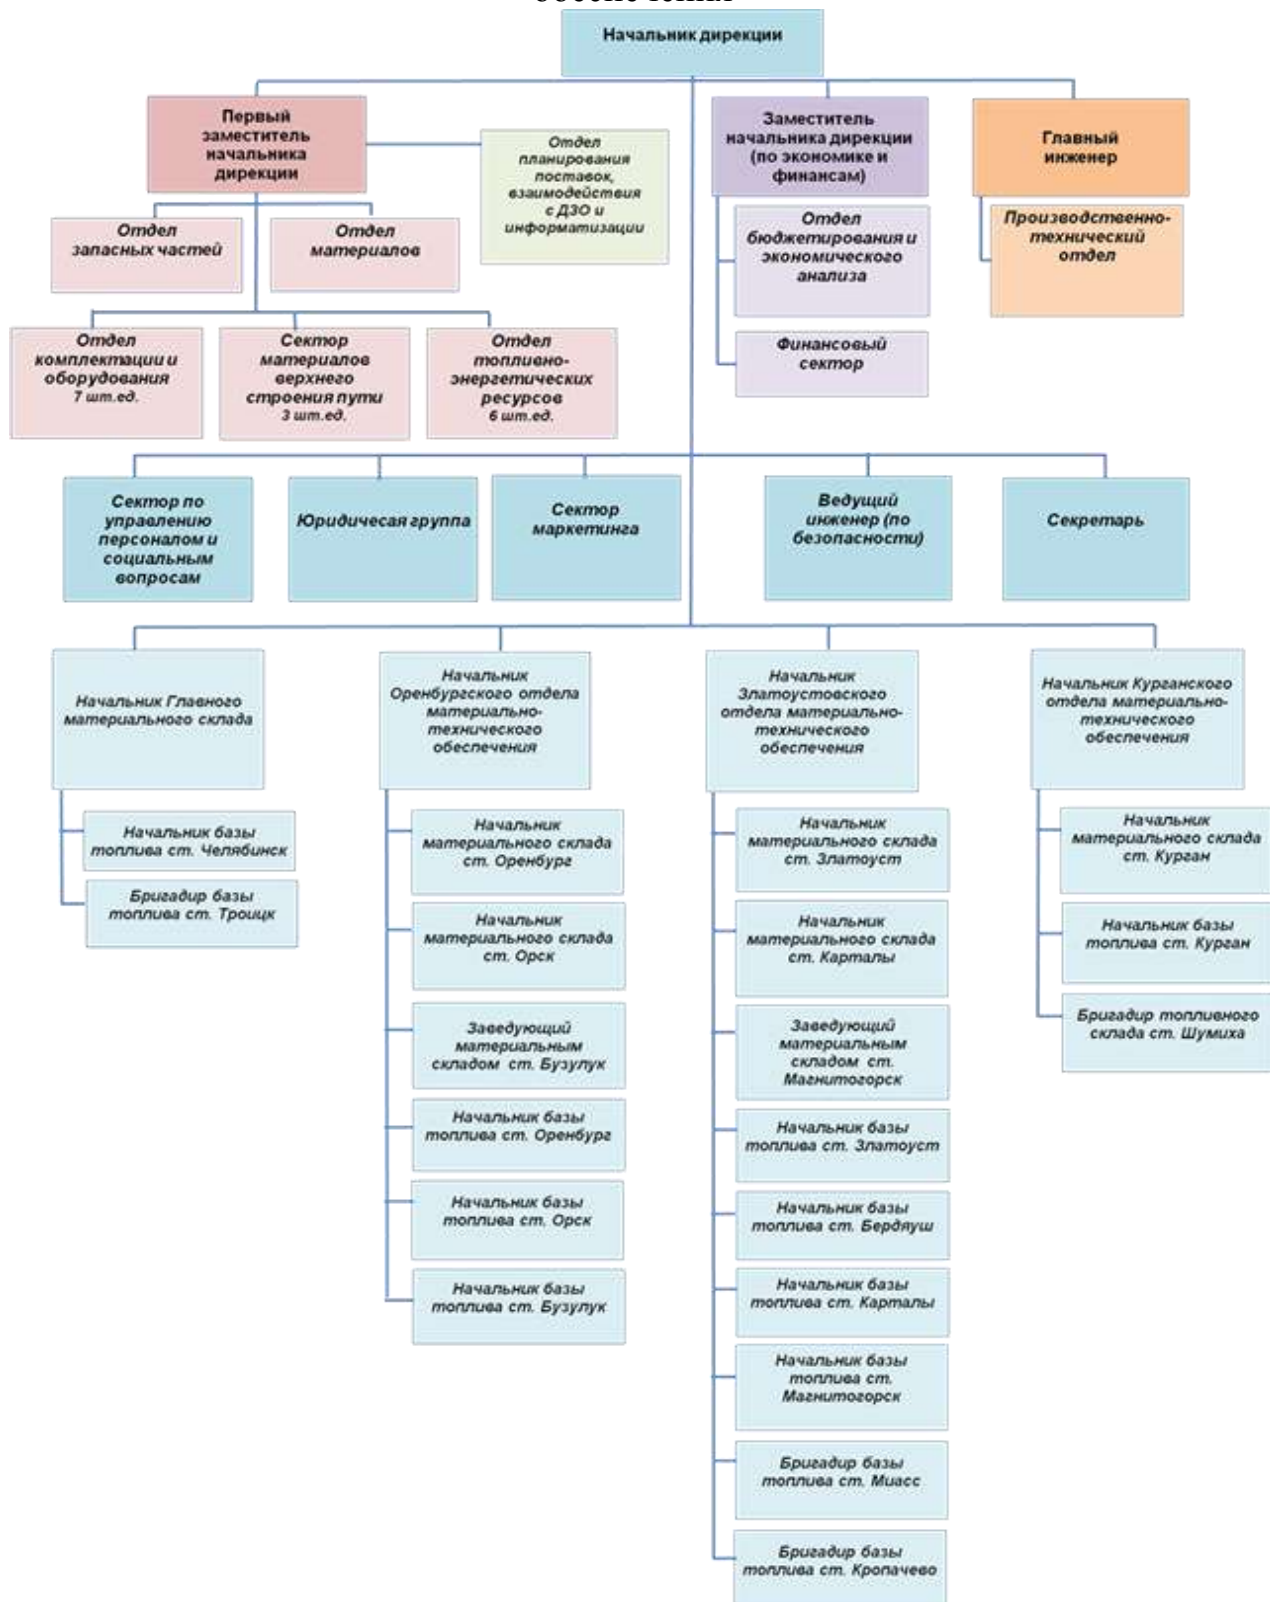 обеспечения
Начальник дирекции
Первый
заместитель
начальника
дирекции
Отдел
планирования
поставок,
взаимодействия
с ДЗО и
информатизации
Заместитель
начальника дирекции
(по экономике и
финансам)
Главный
инженер
Отдел
запасных частей
Отдел
материалов
Отдел
бюджетирования и
экономического
анализа
Производственно-
технический
отдел
Отдел
комплектации и
оборудования
7 шт.ед.
Сектор
материалов
верхнего
строения пути
3 шт.ед.
Отдел
топливно-
энергетических
ресурсов
6 шт.ед.
Финансовый
сектор
Сектор по
управлению
персоналом и
социальным
вопросам
Юридичесая группа
Сектор
маркетинга
Ведущий
инженер (по
безопасности)
Секретарь
Начальник Главного
материального склада
Начальник
Оренбургского отдела
материально-
технического
обеспечения
Начальник
Златоустовского
отдела материально-
технического
обеспечения
Начальник Курганского
отдела материально-
технического
обеспечения
Начальник базы
топлива ст. Челябинск
Бригадир базы
топлива ст. Троицк
Начальник
материального склада
ст. Оренбург
Начальник
материального склада
ст. Орск
Заведующий
материальным
складом ст. Бузулук
Начальник базы
топлива ст. Оренбург
Начальник базы
топлива ст. Орск
Начальник базы
топлива ст. Бузулук
Начальник
материального склада
ст. Златоуст
Начальник
материального склада
ст. Карталы
Заведующий
материальным
складом ст.
Магнитогорск
Начальник базы
топлива ст. Златоуст
Начальник базы
топлива ст. Бердяуш
Начальник базы
топлива ст. Карталы
Начальник базы
топлива ст.
Магнитогорск
Бригадир базы
топлива ст. Миасс
Бригадир базы
топлива ст. Кропачево
Начальник
материального склада
ст. Курган
Начальник базы
топлива ст. Курган
Бригадир топливного
склада ст. Шумиха